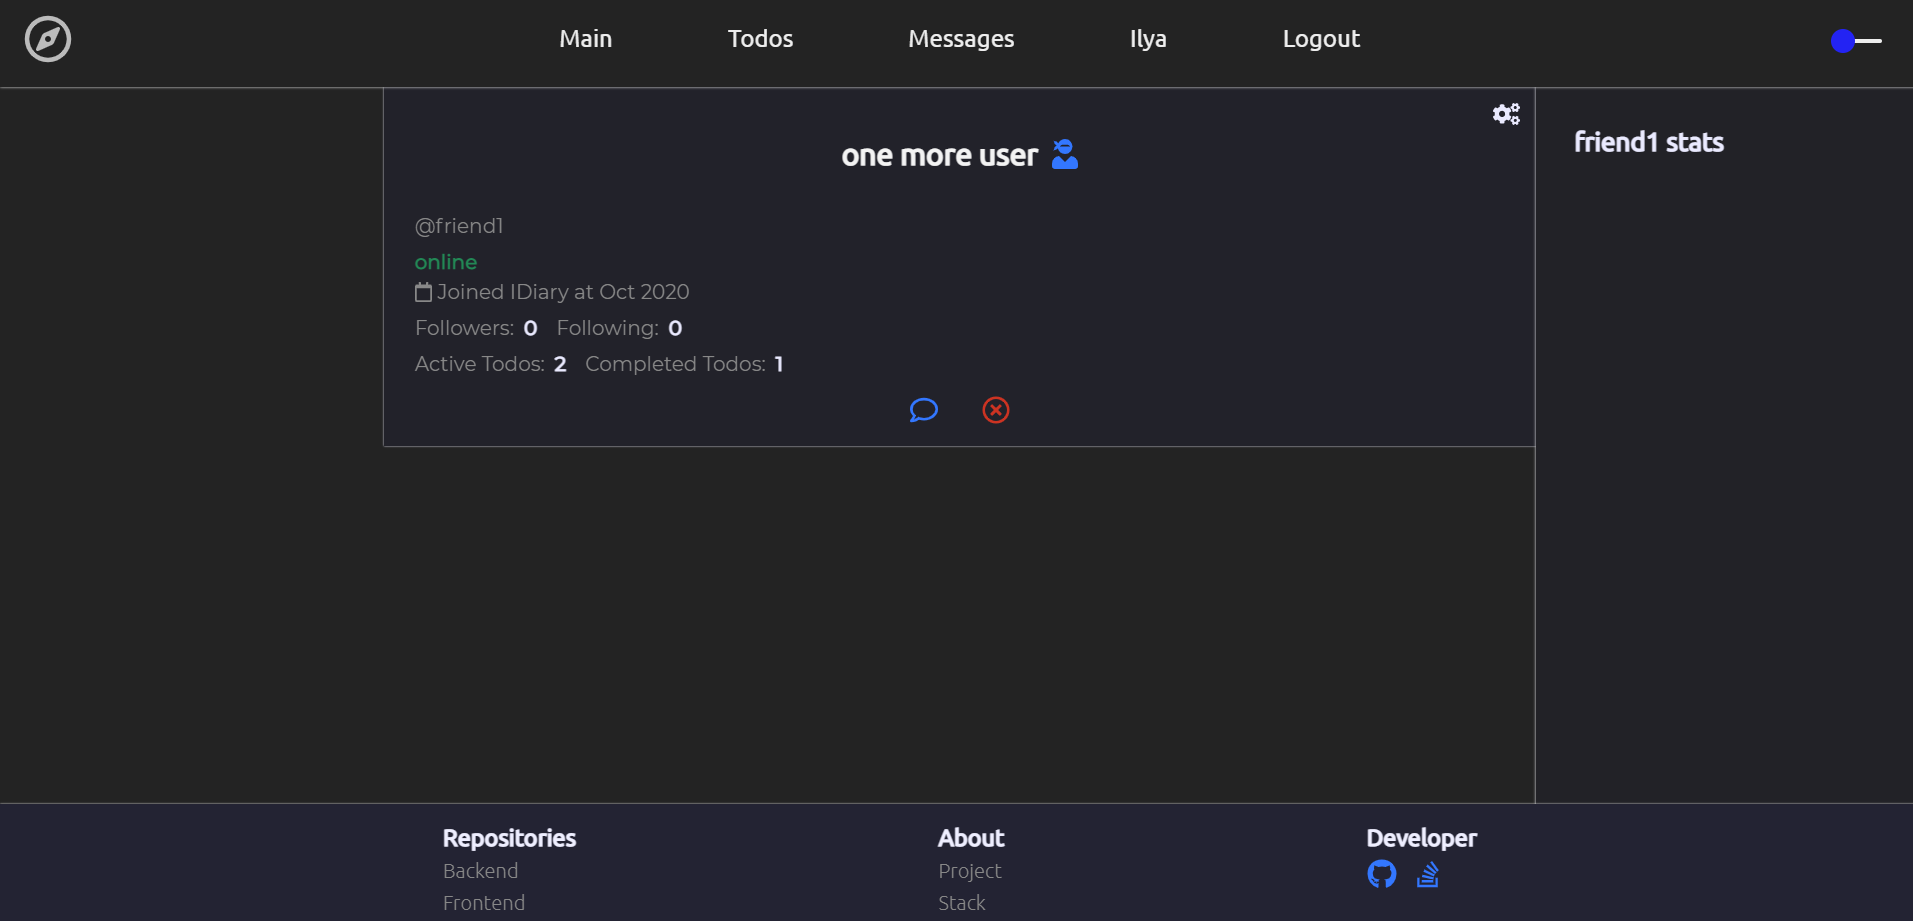 Main Todos Messages Ilya Logout
one more user
@friend1
online
Joined IDiary at Oct 2020
Followers: 0 Following: 0
Active Todos: 2 Completed Todos: 1
friend1 stats
Repositories
Backend
Frontend
About
Project
Stack
Developer